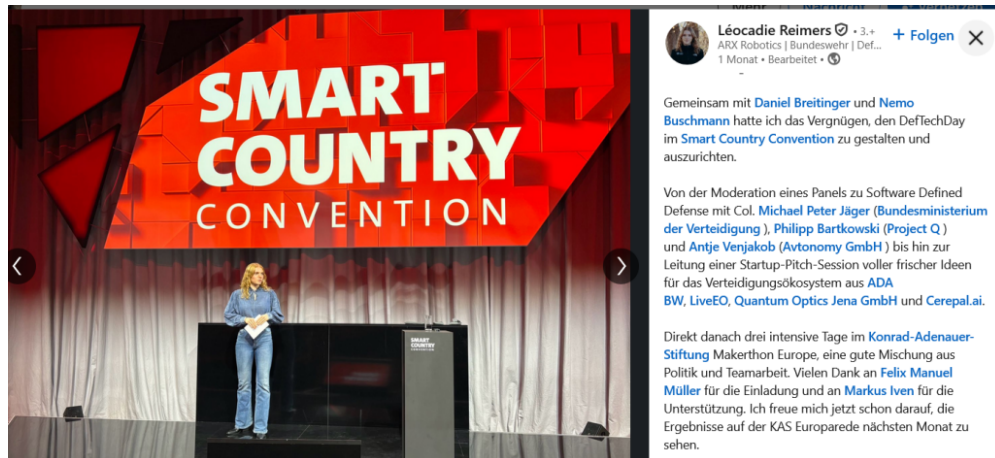 SMART
COUNTRY
CONVENTION
SMART
COUNTRY
CONVENTION
Léocadie Reimers • 3.+
+ Folgen
ARX Robotics | Bundeswehr | Def...
1 Monat • Bearbeitet •
Gemeinsam mit Daniel Breitinger und Nemo
Buschmann hatte ich das Vergnügen, den DefTechDay
im Smart Country Convention zu gestalten und
auszurichten.
Von der Moderation eines Panels zu Software Defined
Defense mit Col. Michael Peter Jäger (Bundesministerium
der Verteidigung ), Philipp Bartkowski (Project Q )
und Antje Venjakob (Avtonomy GmbH ) bis hin zur
Leitung einer Startup-Pitch-Session voller frischer Ideen
für das Verteidigungsökosystem aus ADA
BW, LiveEO, Quantum Optics Jena GmbH und Cerepal.ai.
Direkt danach drei intensive Tage im Konrad-Adenauer-
Stiftung Makerthon Europe, eine gute Mischung aus
Politik und Teamarbeit. Vielen Dank an Felix Manuel
Müller für die Einladung und an Markus Iven für die
Unterstützung. Ich freue mich jetzt schon darauf, die
Ergebnisse auf der KAS Europarede nächsten Monat zu
sehen.